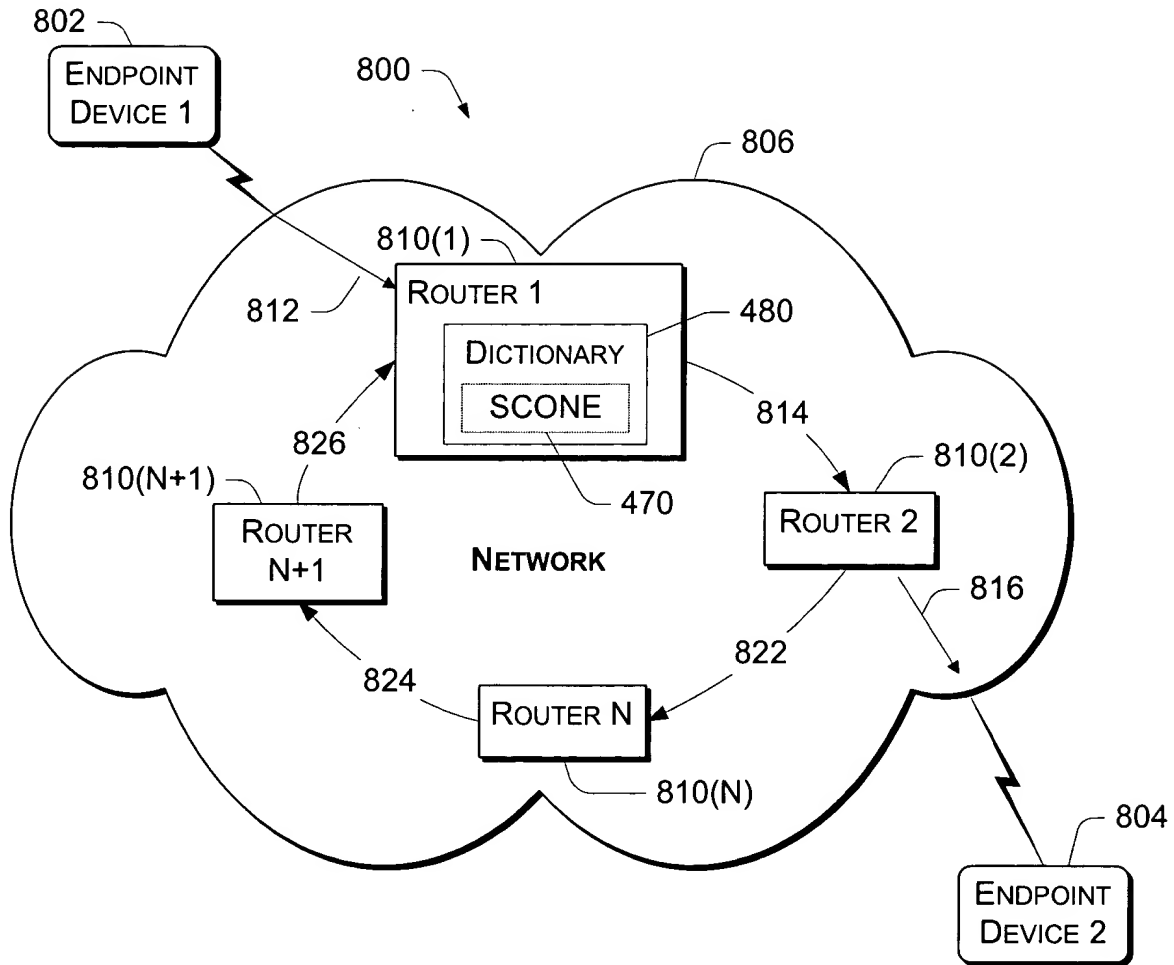 802
ENDPOINT
DEVICE 1
800
806
810(1)
ROUTER 1
812
480
DICTIONARY
SCONE
814
826
810(N+1)
470
810(2)
ROUTER
N+1
ROUTER 2
NETWORK
816
822
824
ROUTER N
810(N)
804
ENDPOINT
DEVICE 2